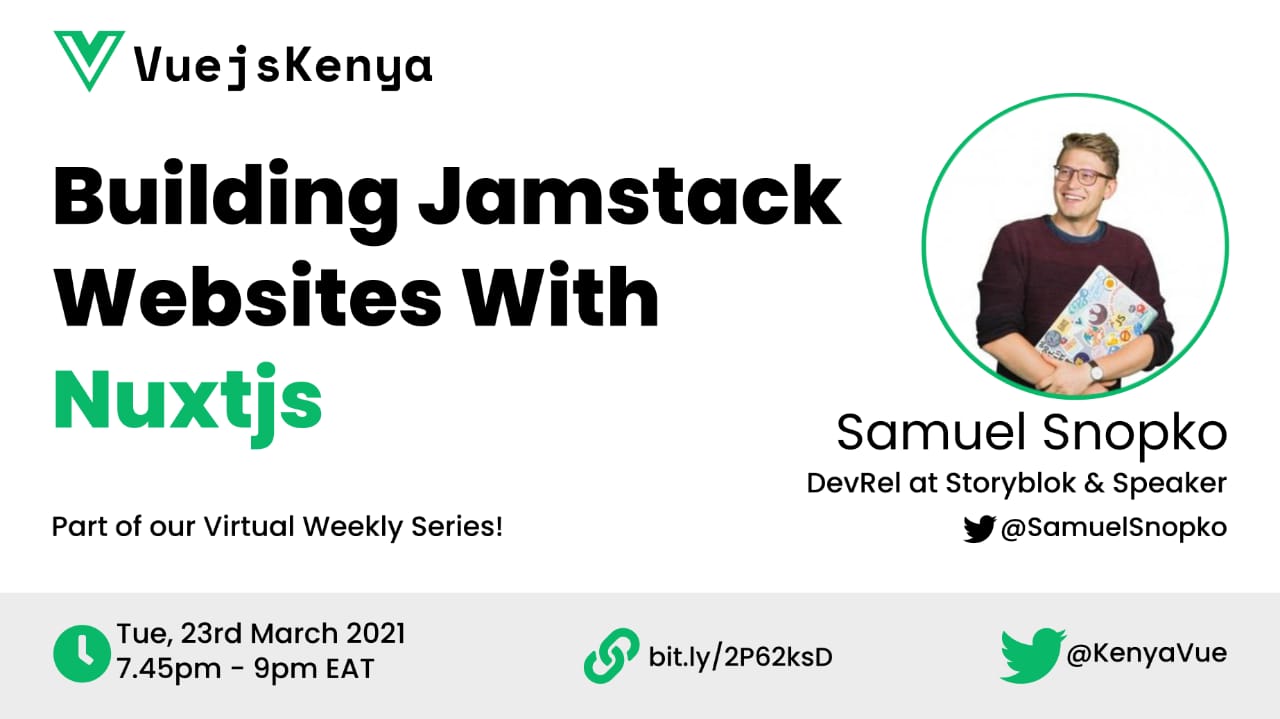 VuejsKenya
Building Jamstack
Websites With
Nuxtjs
Part of our Virtual Weekly Series!
Samuel Snopko
DevRel at Storyblok & Speaker
@SamuelSnopko
Tue, 23rd March 2021
7.45pm - 9pm EAT
bit.ly/2P62ksD
@KenyaVue